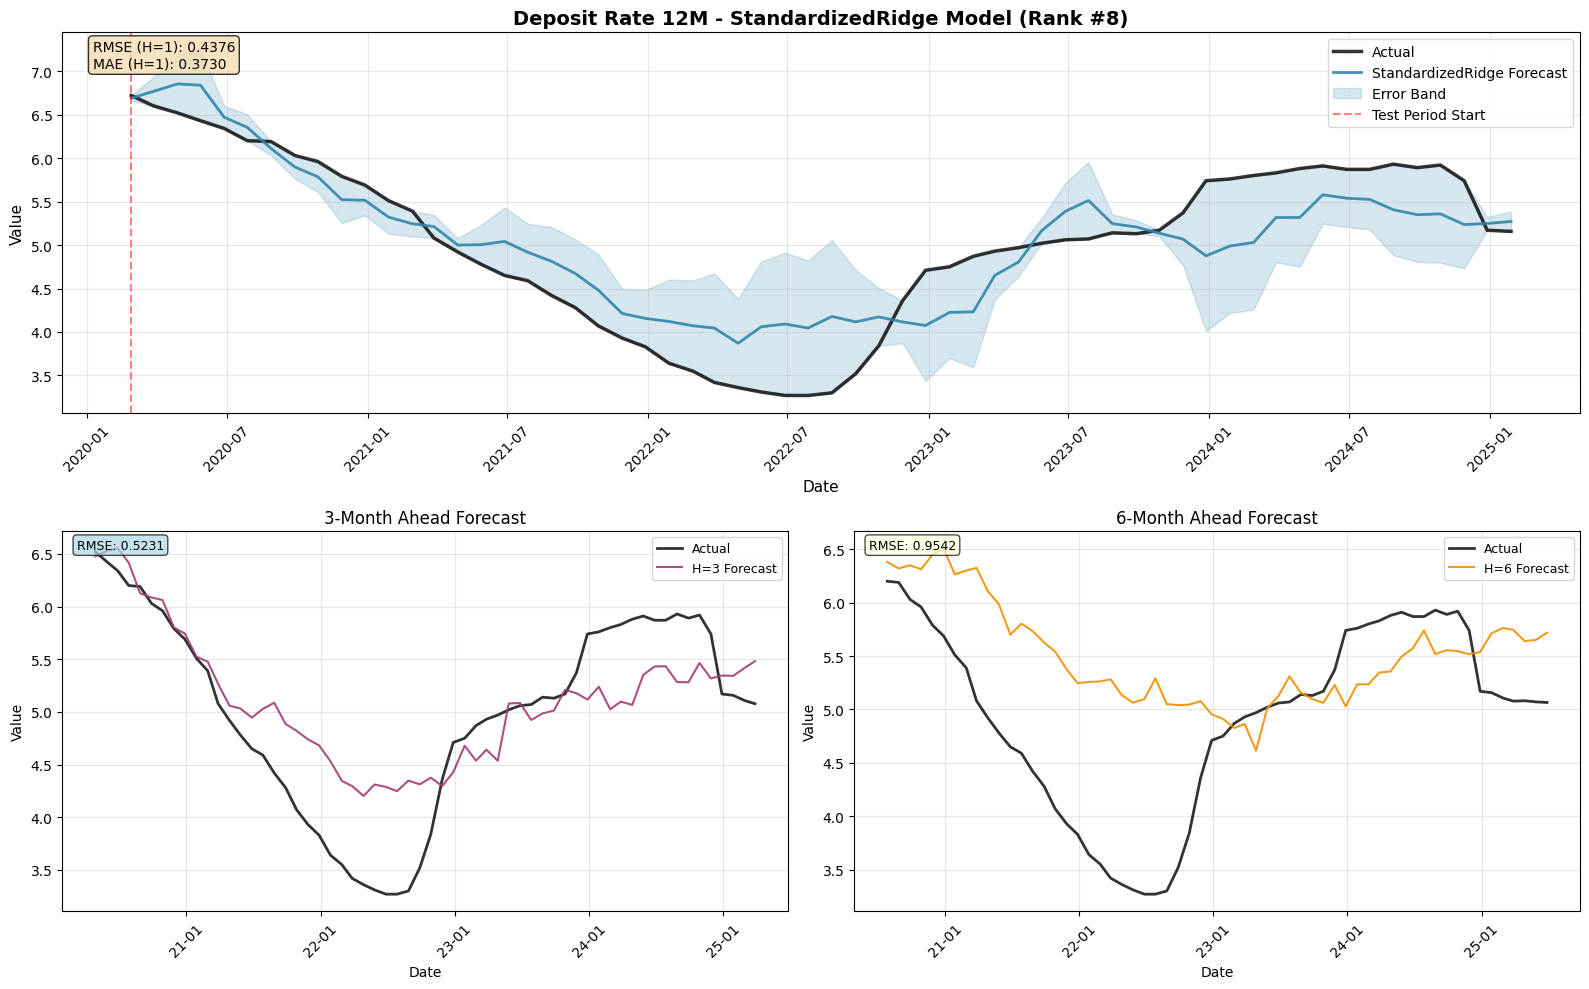 Deposit Rate 12M - StandardizedRidge Model (Rank #8)
RMSE (H=1): 0.4376
MAE (H=1): 0.3730
Actual
StandardizedRidge Forecast
Error Band
Test Period Start
Value
7.0
6.5
6.0
5.5
5.0
4.5
4.0
3.5
2020-01
2020-07
2021-01
2021-07
2022-01
2022-07
2023-01
2023-07
2024-01
2024-07
2025-01
Date
3-Month Ahead Forecast
RMSE: 0.5231
Actual
H=3 Forecast
Value
6.5
6.0
5.5
5.0
4.5
4.0
3.5
21-01
22-01
23-01
24-01
25-01
Date
6-Month Ahead Forecast
RMSE: 0.9542
Actual
H=6 Forecast
Value
6.5
6.0
5.5
5.0
4.5
4.0
3.5
21-01
22-01
23-01
24-01
25-01
Date